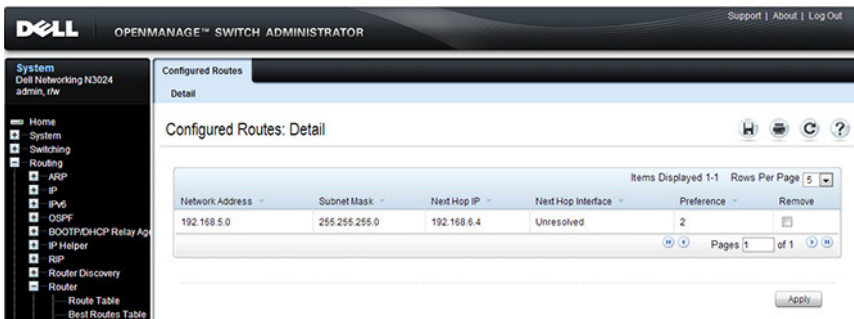 Support | About | Log Out
DELL OPENMANAGE™ SWITCH ADMINISTRATOR
System
Dell Networking N3024
admin, r/w
Home
System
Switching
Routing
ARP
IP
IPv6
OSPF
BOOTP/DHCP Relay Age
IP Helper
RIP
Router Discovery
Router
Route Table
Best Routes Table
Configured Routes
Detail
Configured Routes: Detail
Items Displayed 1-1 Rows Per Page 5
Network Address Subnet Mask Next Hop IP Next Hop Interface Preference Remove
192.168.5.0 255.255.255.0 192.168.6.4 Unresolved 2
Pages 1 of 1
Apply